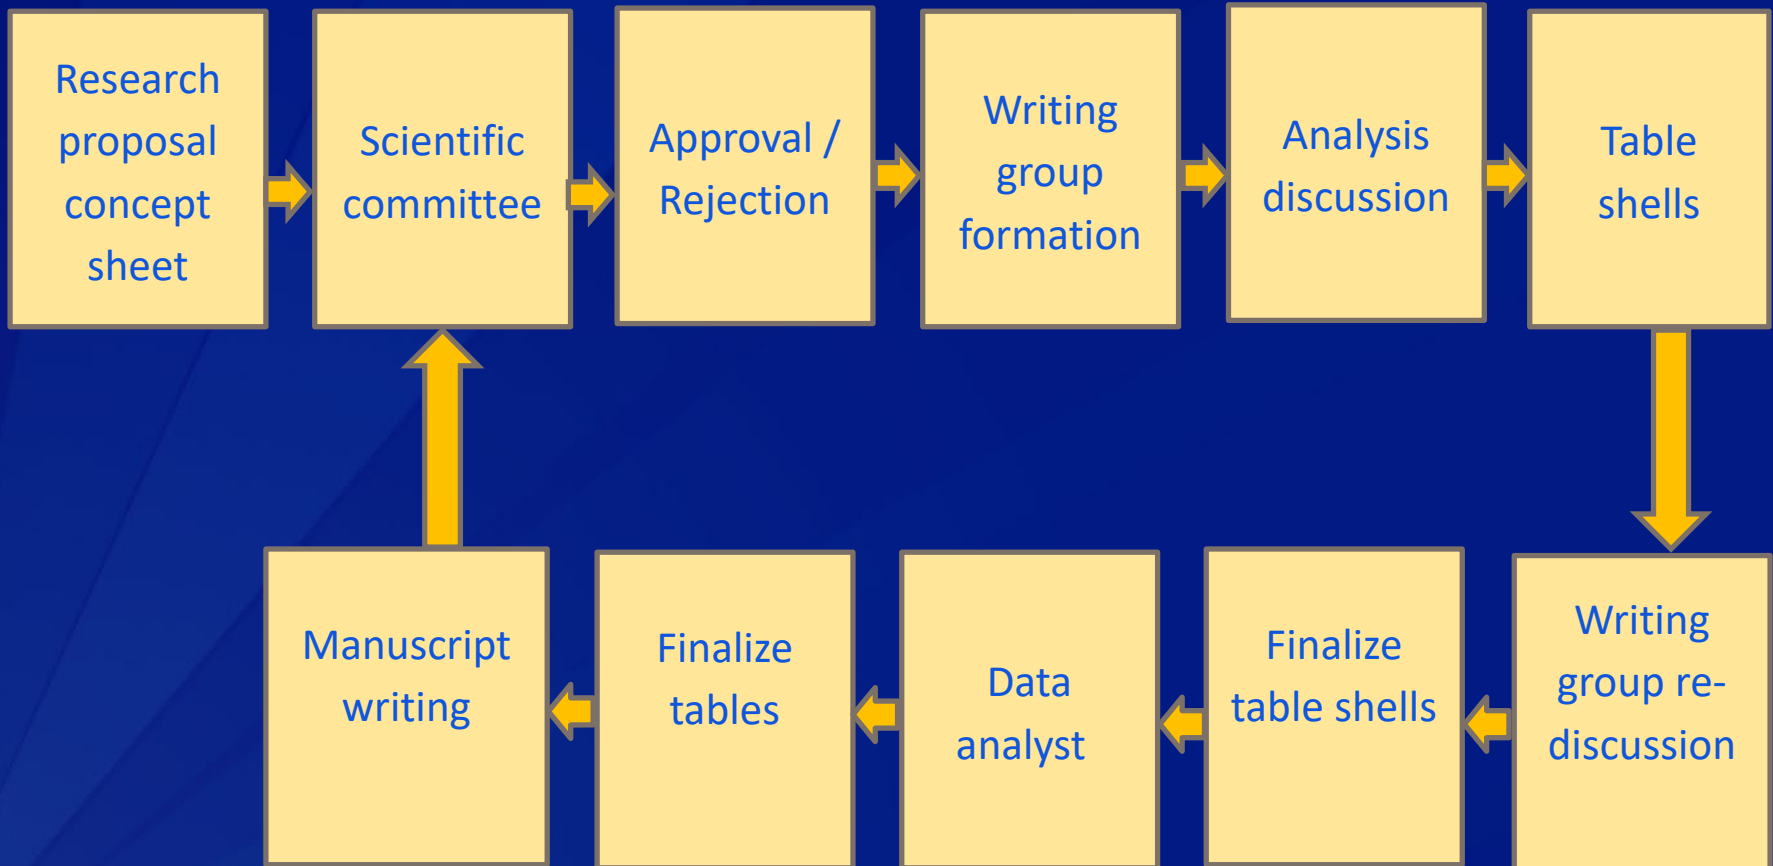 Research
proposal
concept
sheet
Scientific
committee
Approval /
Rejection
Writing
group
formation
Analysis
discussion
Table
shells
Writing
group re-
discussion
Finalize
table shells
Data
analyst
Finalize
tables
Manuscript
writing